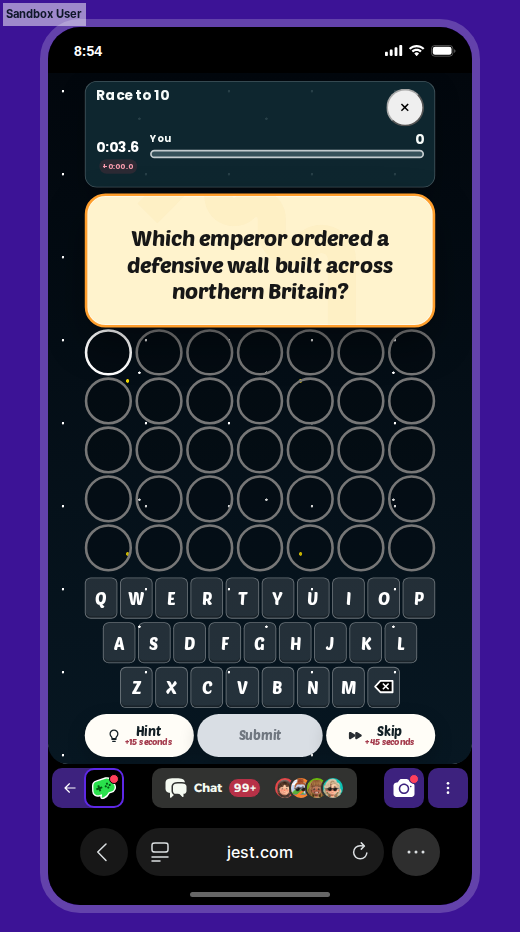 Sandbox User
8:54
Race to 10
You
0
0:03.6
+0:00.0
Which emperor ordered a
defensive wall built across
northern Britain?
Q W E R T Y U I O P
A S D F G H J K L
Z X C V B N M
Hint
+15 seconds
Submit
Skip
+45 seconds
Chat 99+
jest.com